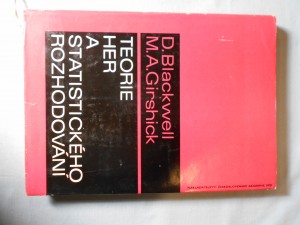 D. Blackwell
M.A. Girshick
TEORIE
HER
A
STATISTICKÉHO
ROZHODOVÁNÍ